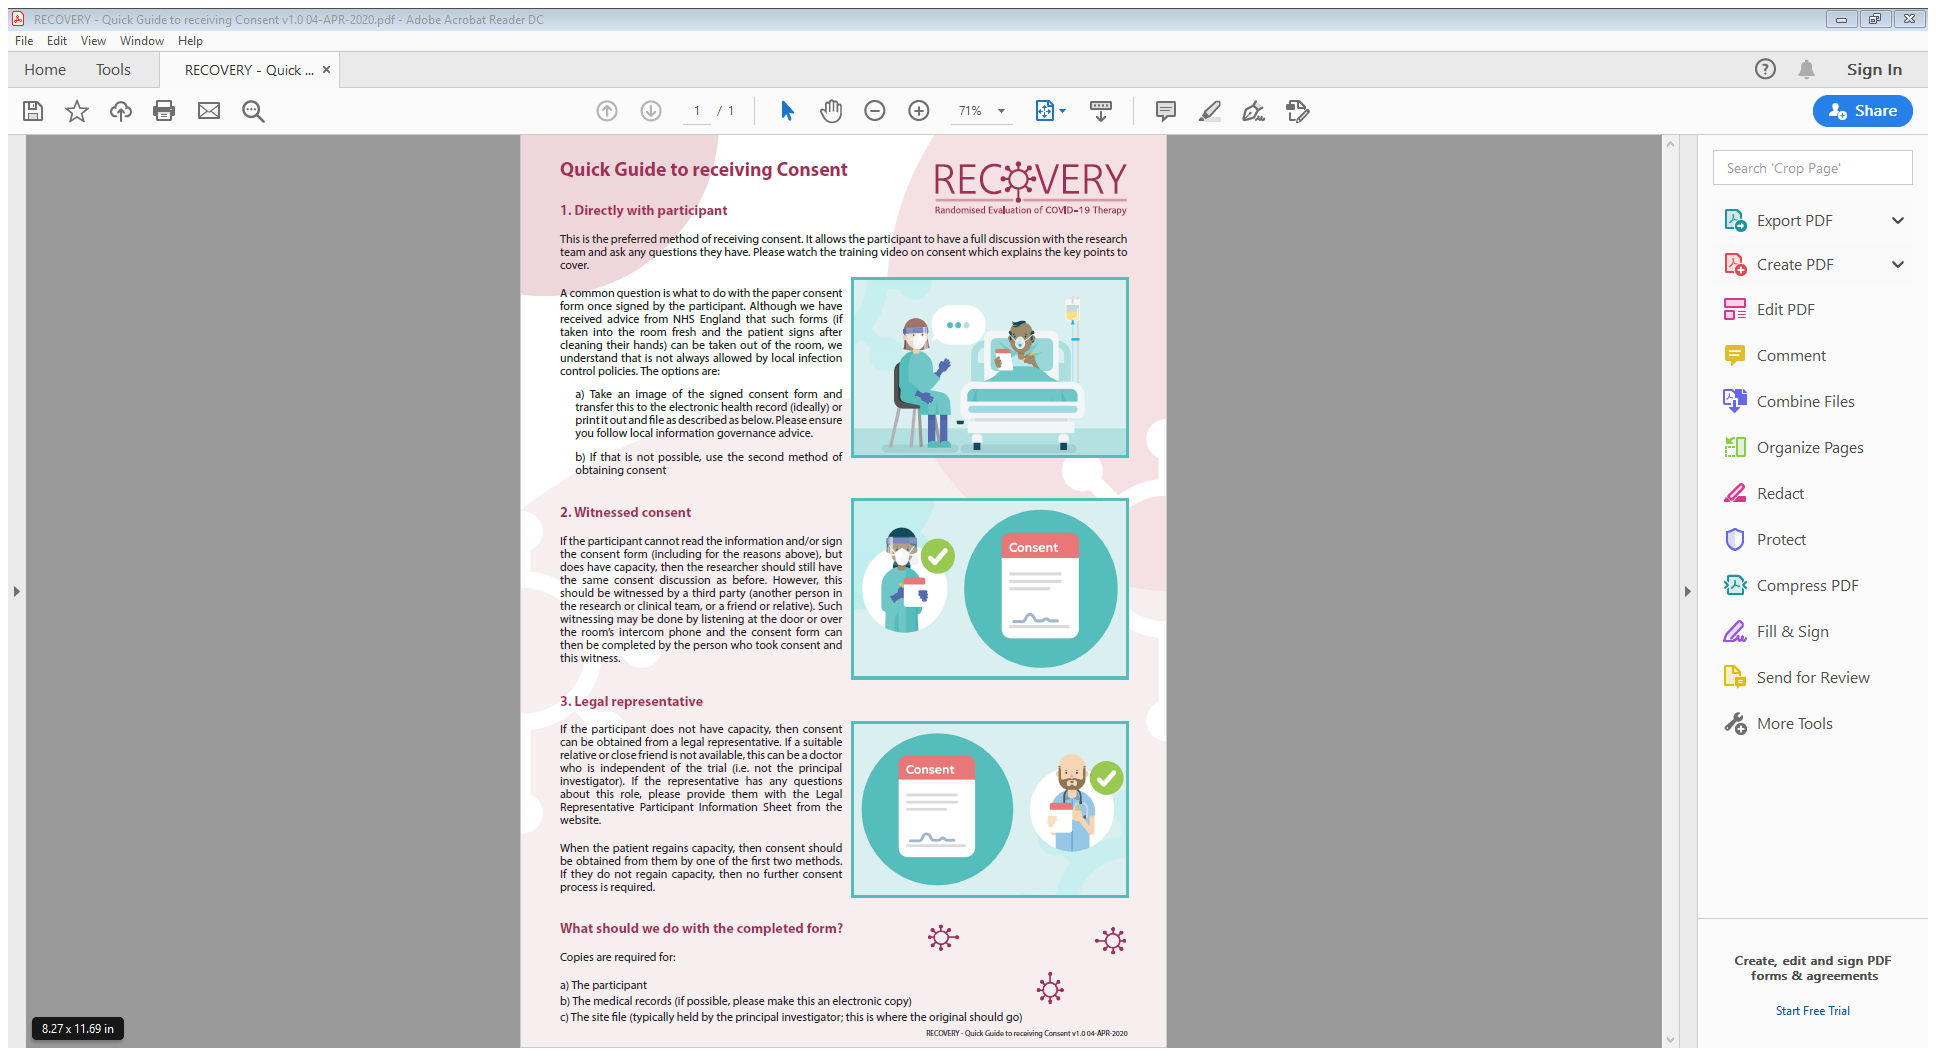 RECOVERY - Quick Guide to receiving Consent v1.0 04-APR-2020.pdf - Adobe Acrobat Reader DC
File Edit View Window Help
Home Tools RECOVERY - Quick ... × Sign In
1 / 1 71% Share
Quick Guide to receiving Consent
RECOVERY
Randomised Evaluation of COVID-19 Therapy
1. Directly with participant
This is the preferred method of receiving consent. It allows the participant to have a full discussion with the research
team and ask any questions they have. Please watch the training video on consent which explains the key points to
cover.
A common question is what to do with the paper consent
form once signed by the participant. Although we have
received advice from NHS England that such forms (if
taken into the room fresh and the patient signs after
cleaning their hands) can be taken out of the room, we
understand that is not always allowed by local infection
control policies. The options are:
a) Take an image of the signed consent form and
transfer this to the electronic health record (ideally) or
print it out and file as described as below. Please ensure
you follow local information governance advice.
b) If that is not possible, use the second method of
obtaining consent
2. Witnessed consent
If the participant cannot read the information and/or sign
the consent form (including for the reasons above), but
does have capacity, then the researcher should still have
the same consent discussion as before. However, this
should be witnessed by a third party (another person in
the research or clinical team, or a friend or relative). Such
witnessing may be done by listening at the door or over
the room's intercom phone and the consent form can
then be completed by the person who took consent and
this witness.
Consent
3. Legal representative
If the participant does not have capacity, then consent
can be obtained from a legal representative. If a suitable
relative or close friend is not available, this can be a doctor
who is independent of the trial (i.e. not the principal
investigator). If the representative has any questions
about this role, please provide them with the Legal
Representative Participant Information Sheet from the
website.
When the patient regains capacity, then consent should
be obtained from them by one of the first two methods.
If they do not regain capacity, then no further consent
process is required.
Consent
What should we do with the completed form?
Copies are required for:
a) The participant
b) The medical records (if possible, please make this an electronic copy)
c) The site file (typically held by the principal investigator; this is where the original should go)
RECOVERY - Quick Guide to receiving Consent v1.0 04-APR-2020
8.27 x 11.69 in
Search 'Crop Page'
Export PDF
Create PDF
Edit PDF
Comment
Combine Files
Organize Pages
Redact
Protect
Compress PDF
Fill & Sign
Send for Review
More Tools
Create, edit and sign PDF
forms & agreements
Start Free Trial